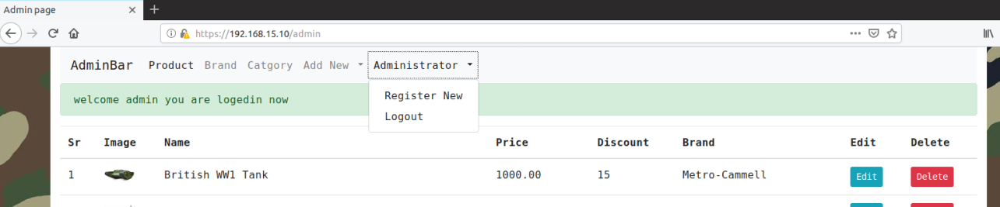 Admin page
https://192.168.15.10/admin
AdminBar Product Brand Catgory Add New Administrator
welcome admin you are logedin now
Register New
Logout
Sr Image Name Price Discount Brand Edit Delete
1 British WW1 Tank 1000.00 15 Metro-Cammell Edit Delete